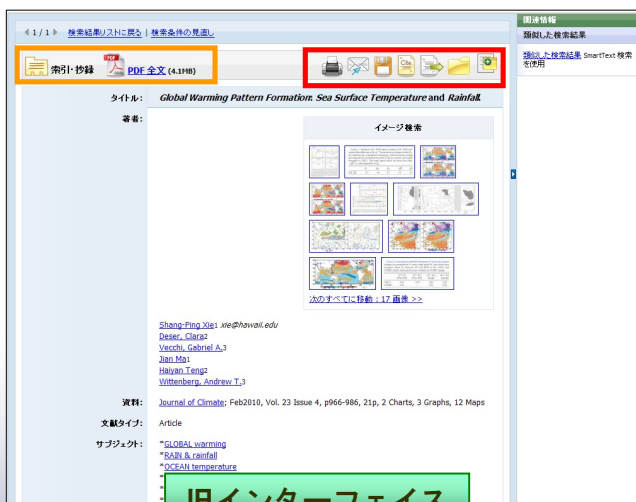 1 / 1 検索結果リストに戻る | 検索条件の見直し
関連情報
類似した検索結果
類似した検索結果 SmartText 検索を使用
索引・抄録 PDF 全文 (4.1MB)
タイトル: Global Warming Pattern Formation: Sea Surface Temperature and Rainfall.
著者:
イメージ検索
次のすべてに移動 : 17 画像 >>
Shang-Ping Xie1 xie@hawaii.edu
Deser, Clara2
Vecchi, Gabriel A.3
Jian Ma1
Haiyan Teng2
Wittenberg, Andrew T.3
資料: Journal of Climate; Feb2010, Vol. 23 Issue 4, p966-986, 21p, 2 Charts, 3 Graphs, 12 Maps
文献タイプ: Article
サブジェクト: *GLOBAL warming
*RAIN & rainfall
*OCEAN temperature
旧インターフェイス